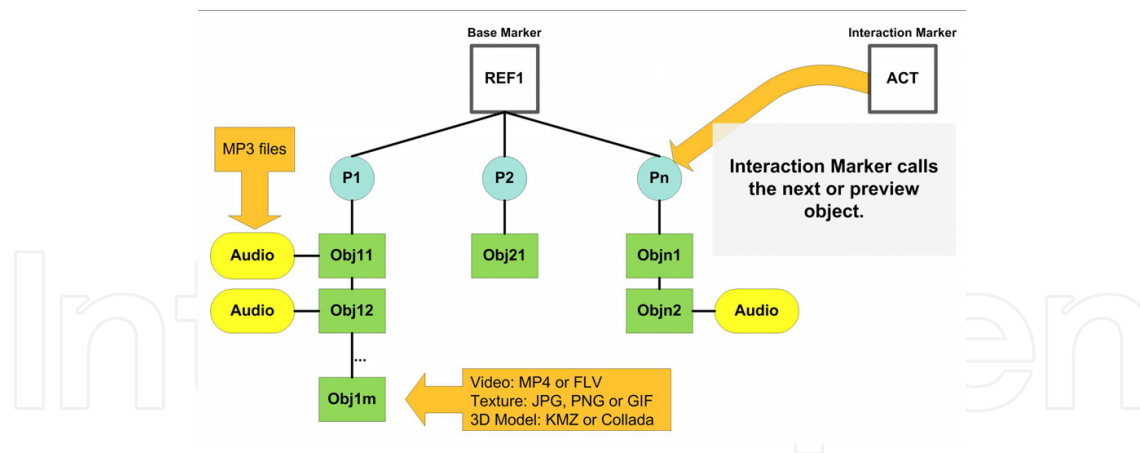 Base Marker
Interaction Marker
REF1
ACT
MP3 files
P1
P2
Pn
Interaction Marker calls
the next or preview
object.
Audio
Obj11
Obj21
Objn1
Audio
Obj12
Objn2
Audio
...
Obj1m
Video: MP4 or FLV
Texture: JPG, PNG or GIF
3D Model: KMZ or Collada